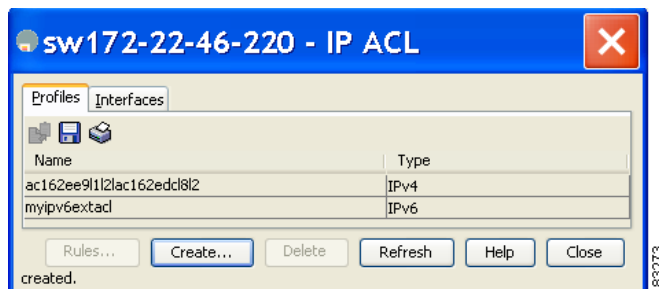 sw172-22-46-220 - IP ACL
Profiles Interfaces
Name Type
ac162ee9l1l2lac162edcl8l2 IPv4
myipv6extacl IPv6
Rules... Create... Delete Refresh Help Close
created.
83273